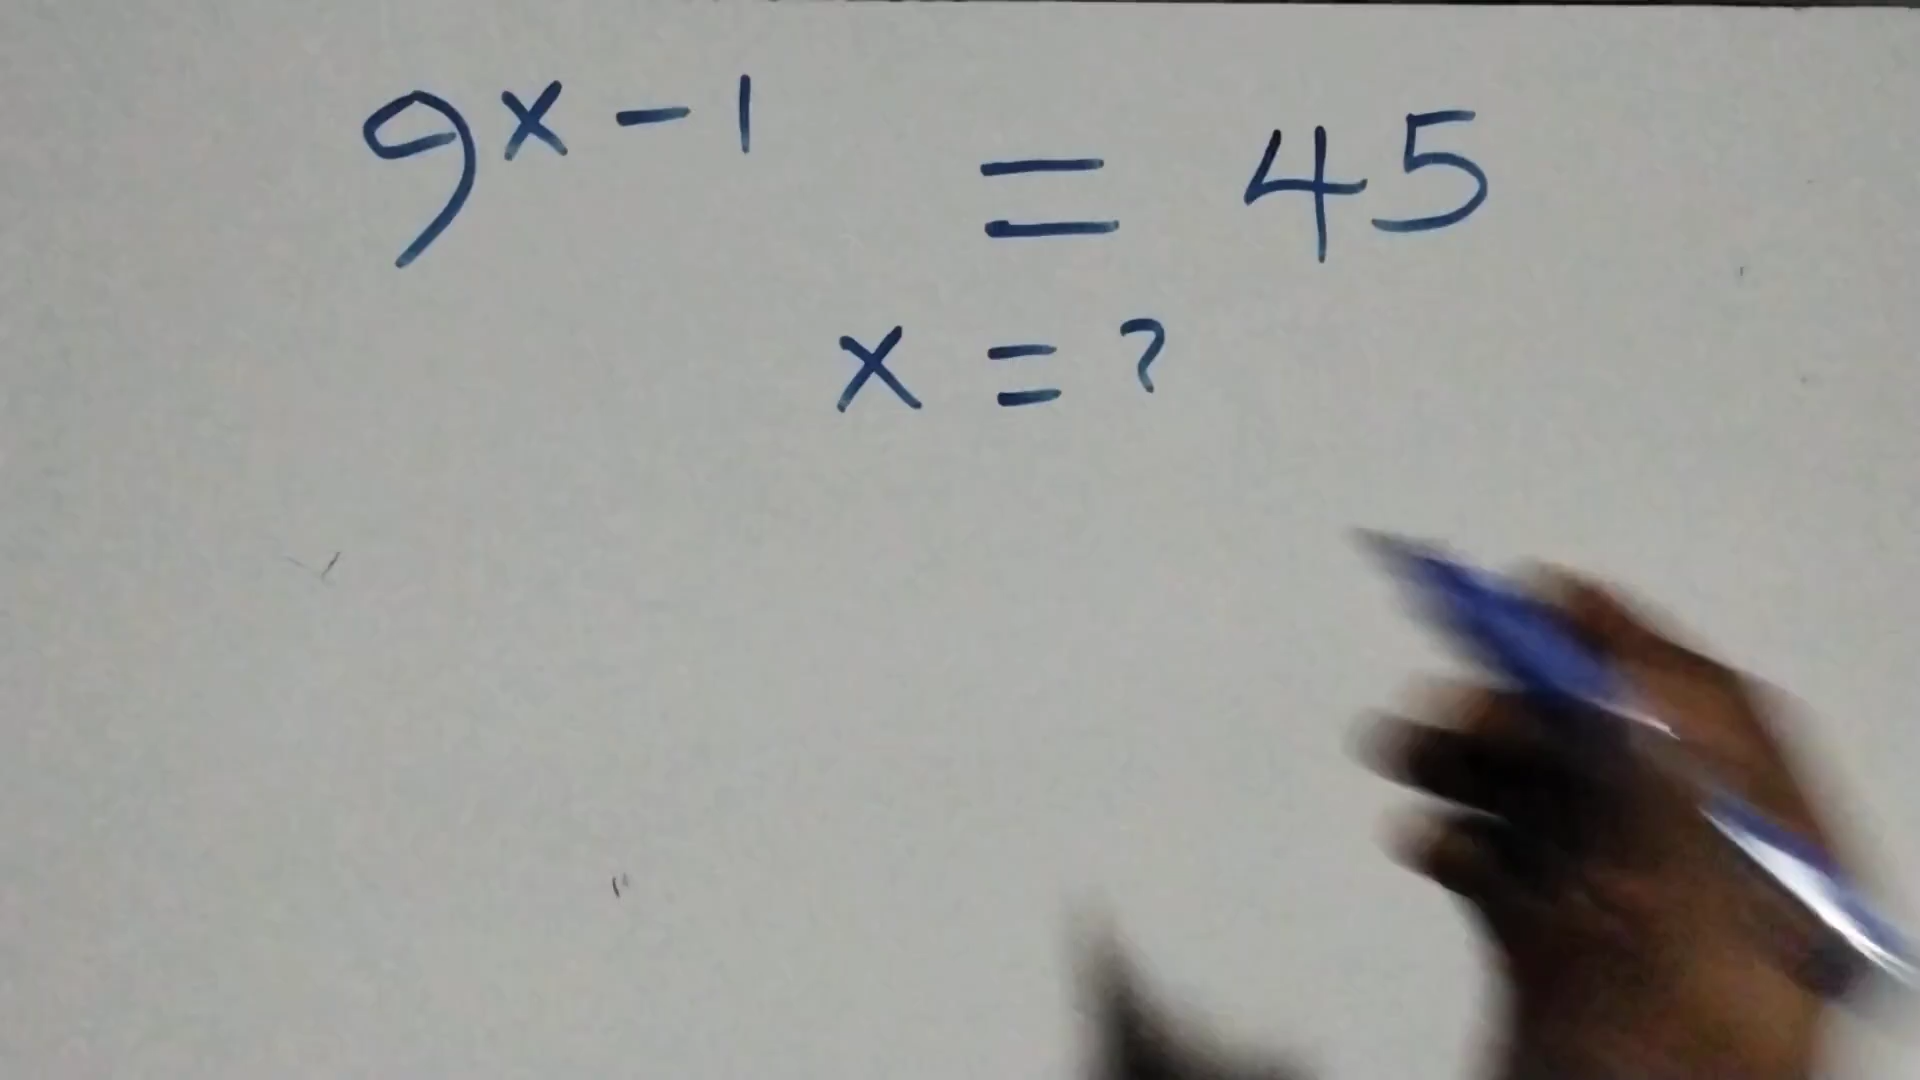 9^{x-1} = 45
x = ?